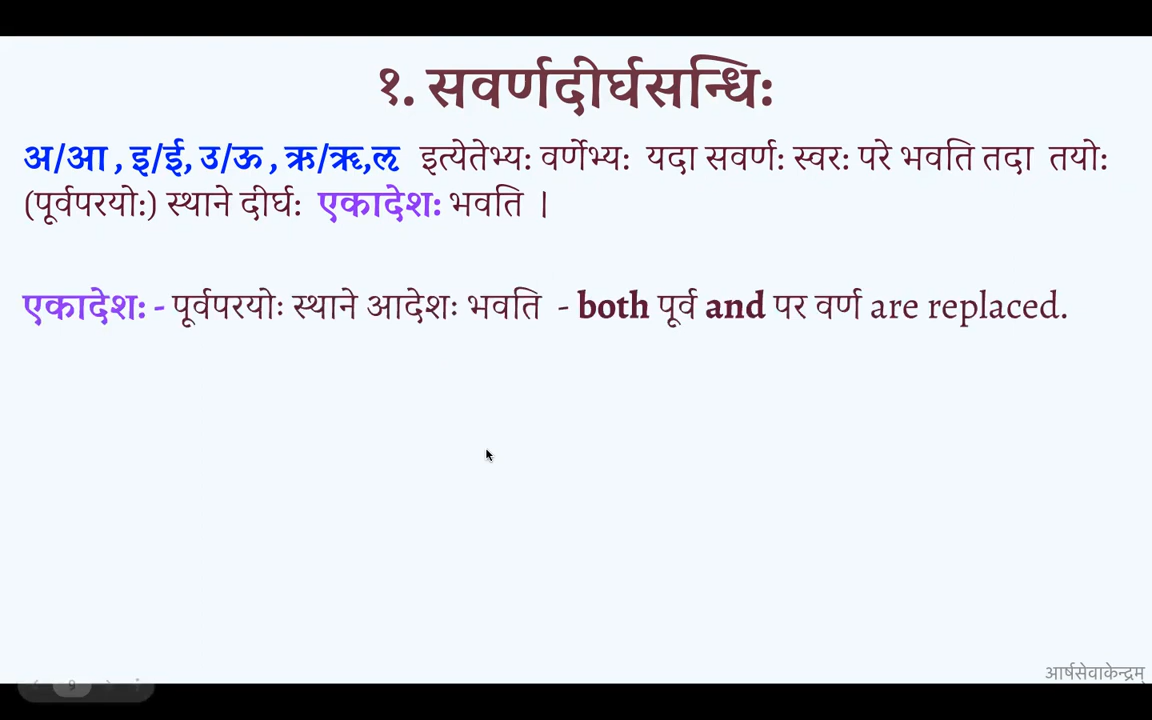 १. सवर्णदीर्घसन्धिः
अ/आ , इ/ई, उ/ऊ , ऋ/ॠ,ऌ इत्येतेभ्यः वर्णेभ्यः यदा सवर्णः स्वरः परे भवति तदा तयोः
(पूर्वपरयोः) स्थाने दीर्घः एकादेशः भवति ।
एकादेशः - पूर्वपरयोः स्थाने आदेशः भवति - both पूर्व and पर वर्ण are replaced.
आर्षसेवाकेन्द्रम्
9